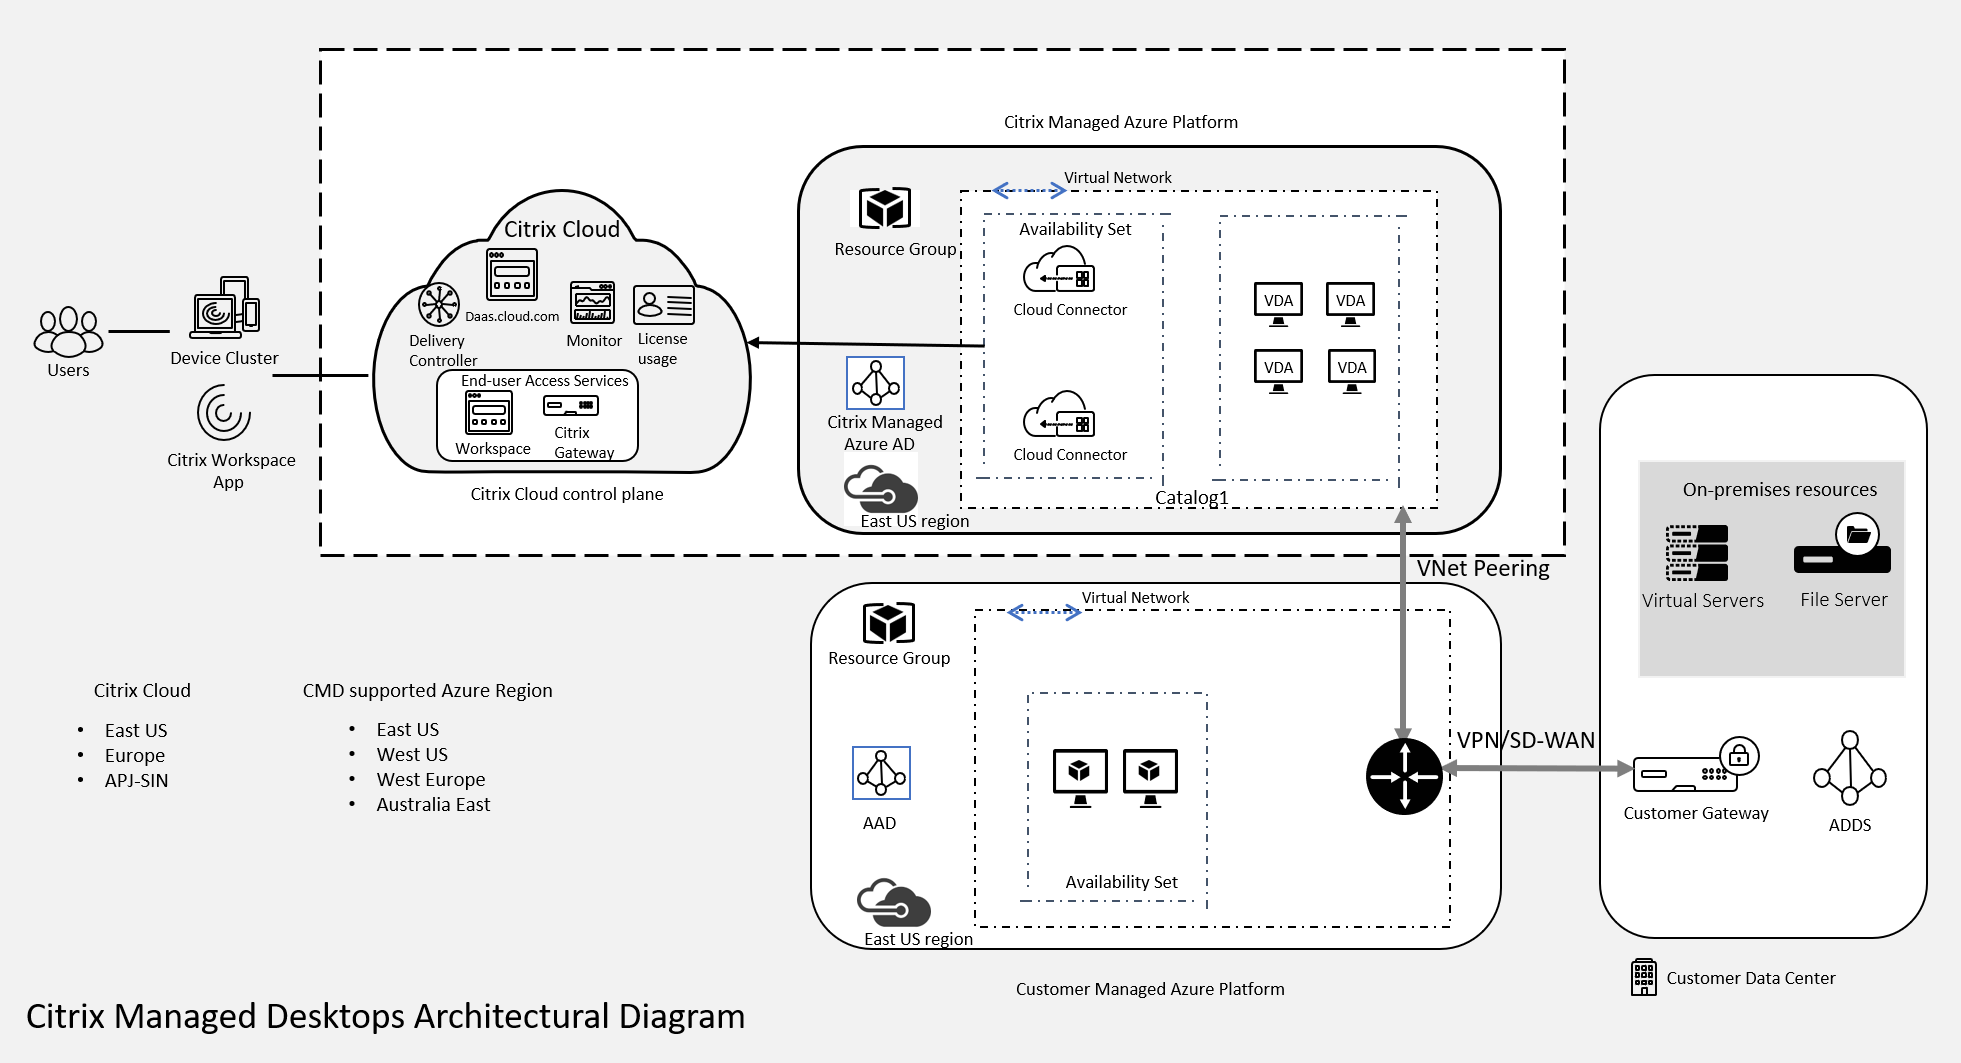 Citrix Managed Azure Platform
Virtual Network
Resource Group
Availability Set
Cloud Connector
VDA VDA
VDA VDA
Citrix Managed
Azure AD
Cloud Connector
Catalog1
East US region
Citrix Cloud
Daas.cloud.com
Delivery
Controller
Monitor
License
usage
End-user Access Services
Workspace
Citrix
Gateway
Citrix Cloud control plane
Users
Device Cluster
Citrix Workspace
App
VNet Peering
Virtual Network
Resource Group
AAD
Availability Set
East US region
Customer Managed Azure Platform
VPN/SD-WAN
On-premises resources
Virtual Servers
File Server
Customer Gateway
ADDS
Customer Data Center
Citrix Cloud
• East US
• Europe
• APJ-SIN
CMD supported Azure Region
• East US
• West US
• West Europe
• Australia East
Citrix Managed Desktops Architectural Diagram